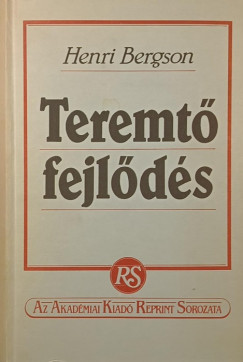 Henri Bergson
Teremtő
fejlődés
RS
Az Akadémiai Kiadó Reprint Sorozata